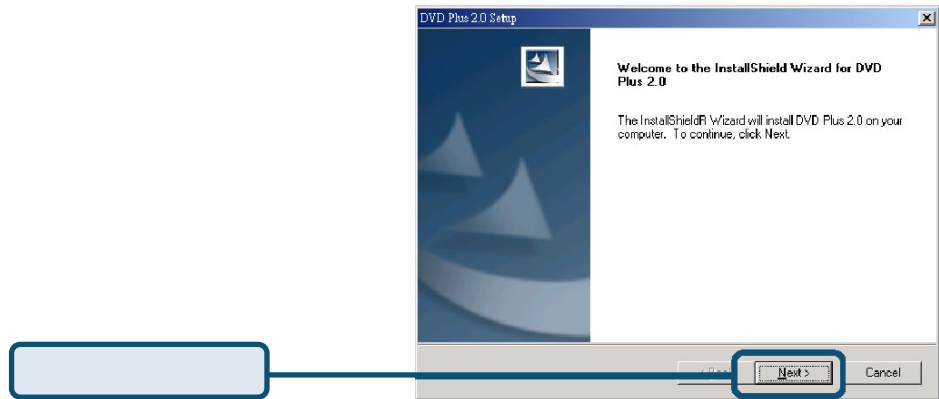 DVD Plus 2.0 Setup
Welcome to the InstallShield Wizard for DVD
Plus 2.0
The InstallShieldR Wizard will install DVD Plus 2.0 on your
computer. To continue, click Next.
Next >
Cancel